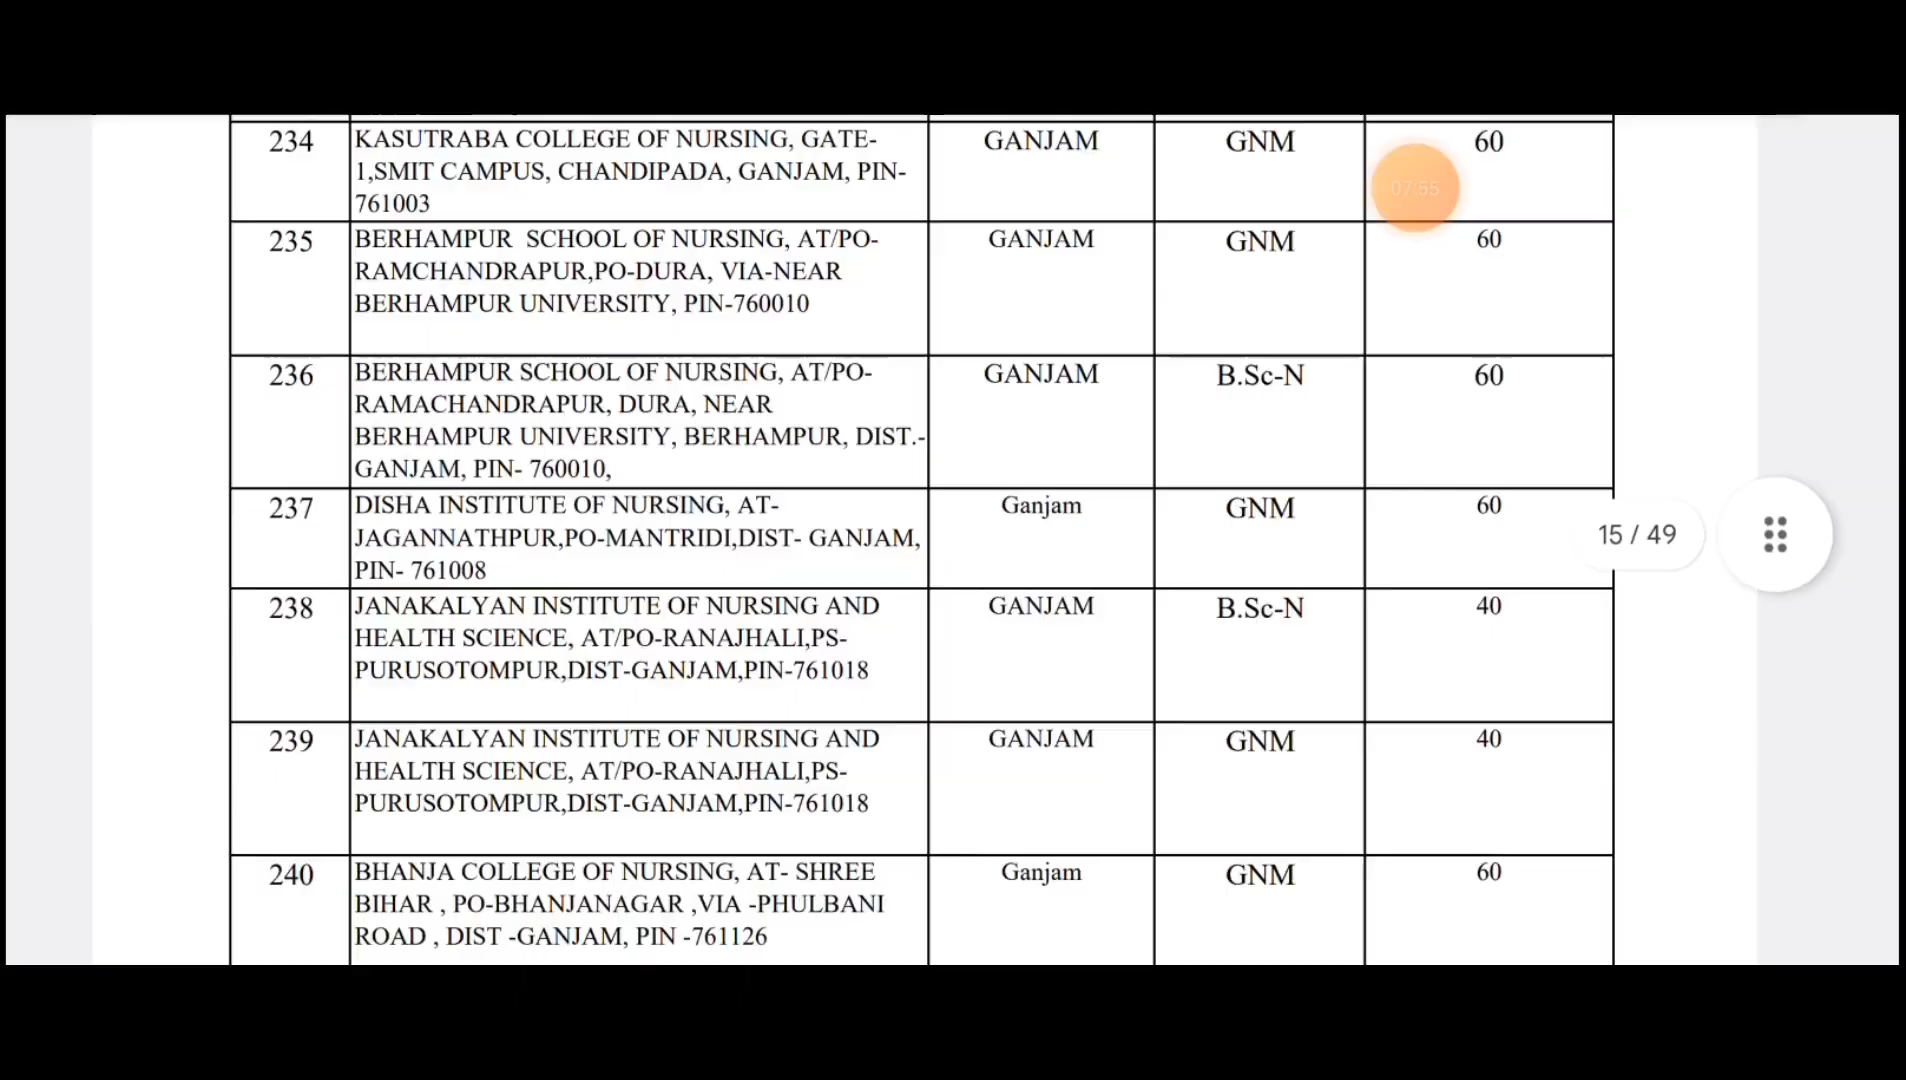 234 KASUTRABA COLLEGE OF NURSING, GATE- GANJAM GNM 60
1,SMIT CAMPUS, CHANDIPADA, GANJAM, PIN-
761003
07:55
235 BERHAMPUR  SCHOOL OF NURSING, AT/PO- GANJAM GNM 60
RAMCHANDRAPUR,PO-DURA, VIA-NEAR
BERHAMPUR UNIVERSITY, PIN-760010
236 BERHAMPUR SCHOOL OF NURSING, AT/PO- GANJAM B.Sc-N 60
RAMACHANDRAPUR, DURA, NEAR
BERHAMPUR UNIVERSITY, BERHAMPUR, DIST.-
GANJAM, PIN- 760010,
237 DISHA INSTITUTE OF NURSING, AT- Ganjam GNM 60
JAGANNATHPUR,PO-MANTRIDI,DIST- GANJAM,
PIN- 761008
15 / 49
238 JANAKALYAN INSTITUTE OF NURSING AND GANJAM B.Sc-N 40
HEALTH SCIENCE, AT/PO-RANAJHALI,PS-
PURUSOTOMPUR,DIST-GANJAM,PIN-761018
239 JANAKALYAN INSTITUTE OF NURSING AND GANJAM GNM 40
HEALTH SCIENCE, AT/PO-RANAJHALI,PS-
PURUSOTOMPUR,DIST-GANJAM,PIN-761018
240 BHANJA COLLEGE OF NURSING, AT- SHREE Ganjam GNM 60
BIHAR , PO-BHANJANAGAR ,VIA -PHULBANI
ROAD , DIST -GANJAM, PIN -761126